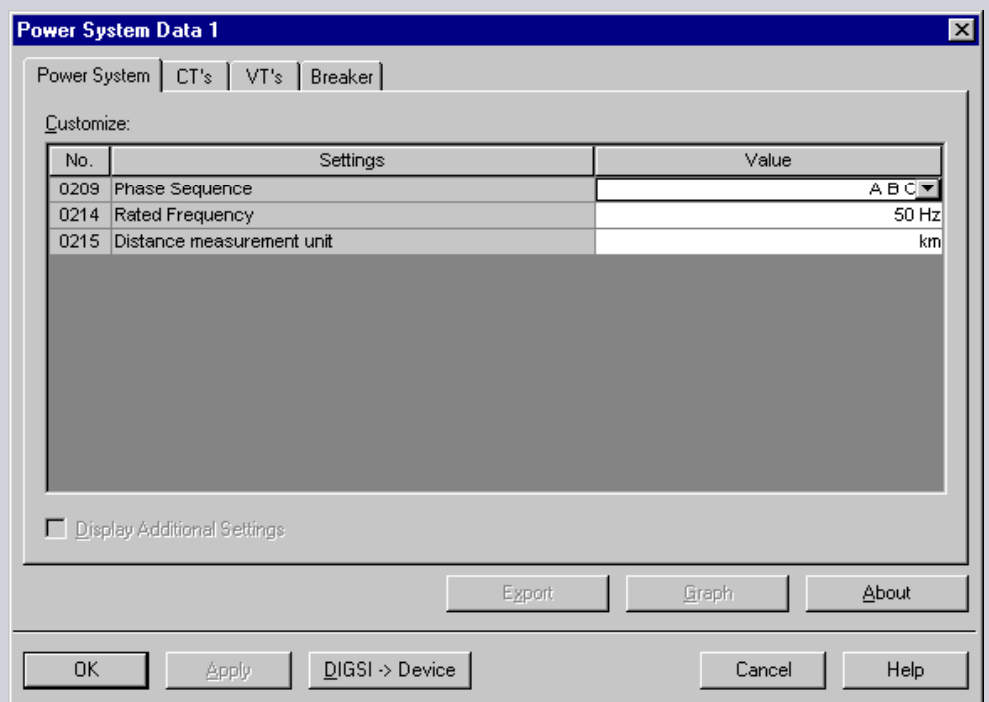 Power System Data 1
Power System CT's VT's Breaker
Customize:
No. Settings Value
0209 Phase Sequence A B C
0214 Rated Frequency 50 Hz
0215 Distance measurement unit km
Display Additional Settings
Export Graph About
OK Apply DIGSI -> Device Cancel Help